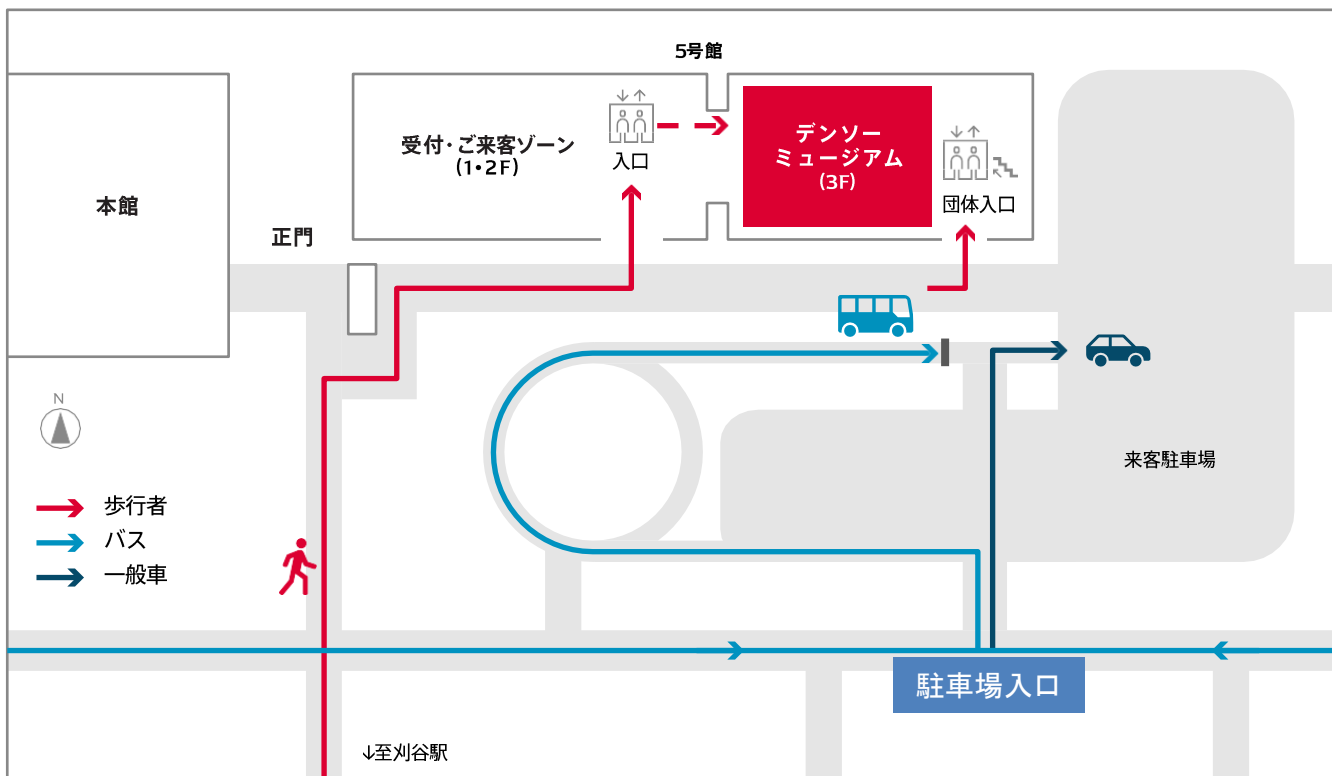 5号館
受付・ご来客ゾーン
(1・2F)
入口
デンソー
ミュージアム
(3F)
団体入口
本館
正門
N
来客駐車場
歩行者
バス
一般車
駐車場入口
↓至刈谷駅